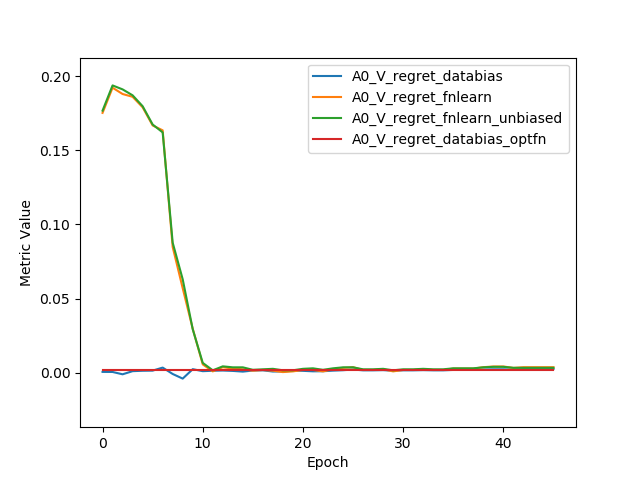 A0_V_regret_databias
A0_V_regret_fnlearn
A0_V_regret_fnlearn_unbiased
A0_V_regret_databias_optfn
0.20
0.15
0.10
0.05
0.00
Metric Value
0 10 20 30 40
Epoch